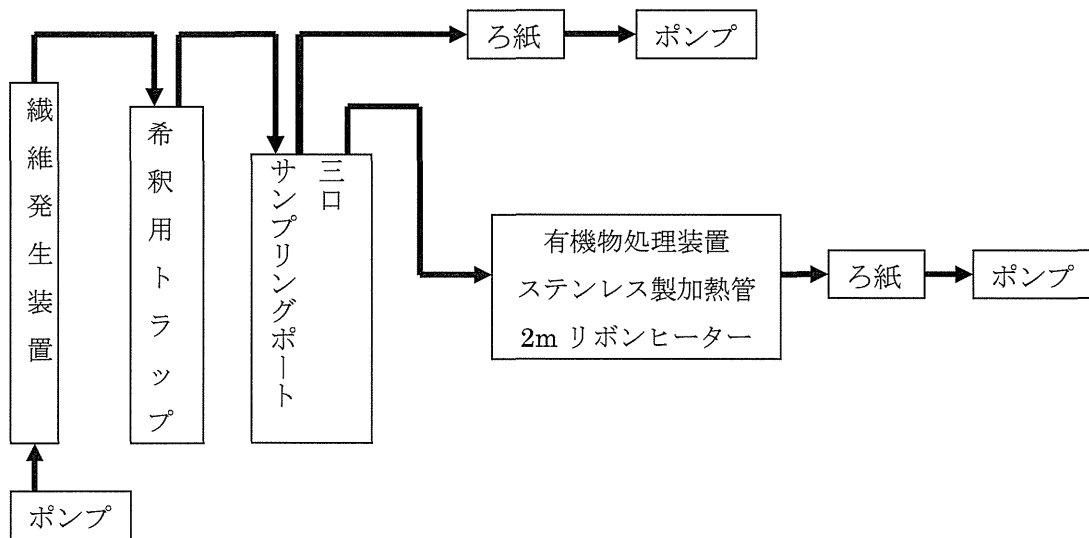 ろ紙
ポンプ
繊維発生装置
希釈用トラップ
三口
サンプリングポート
有機物処理装置
ステンレス製加熱管
2m リボンヒーター
ろ紙
ポンプ
ポンプ